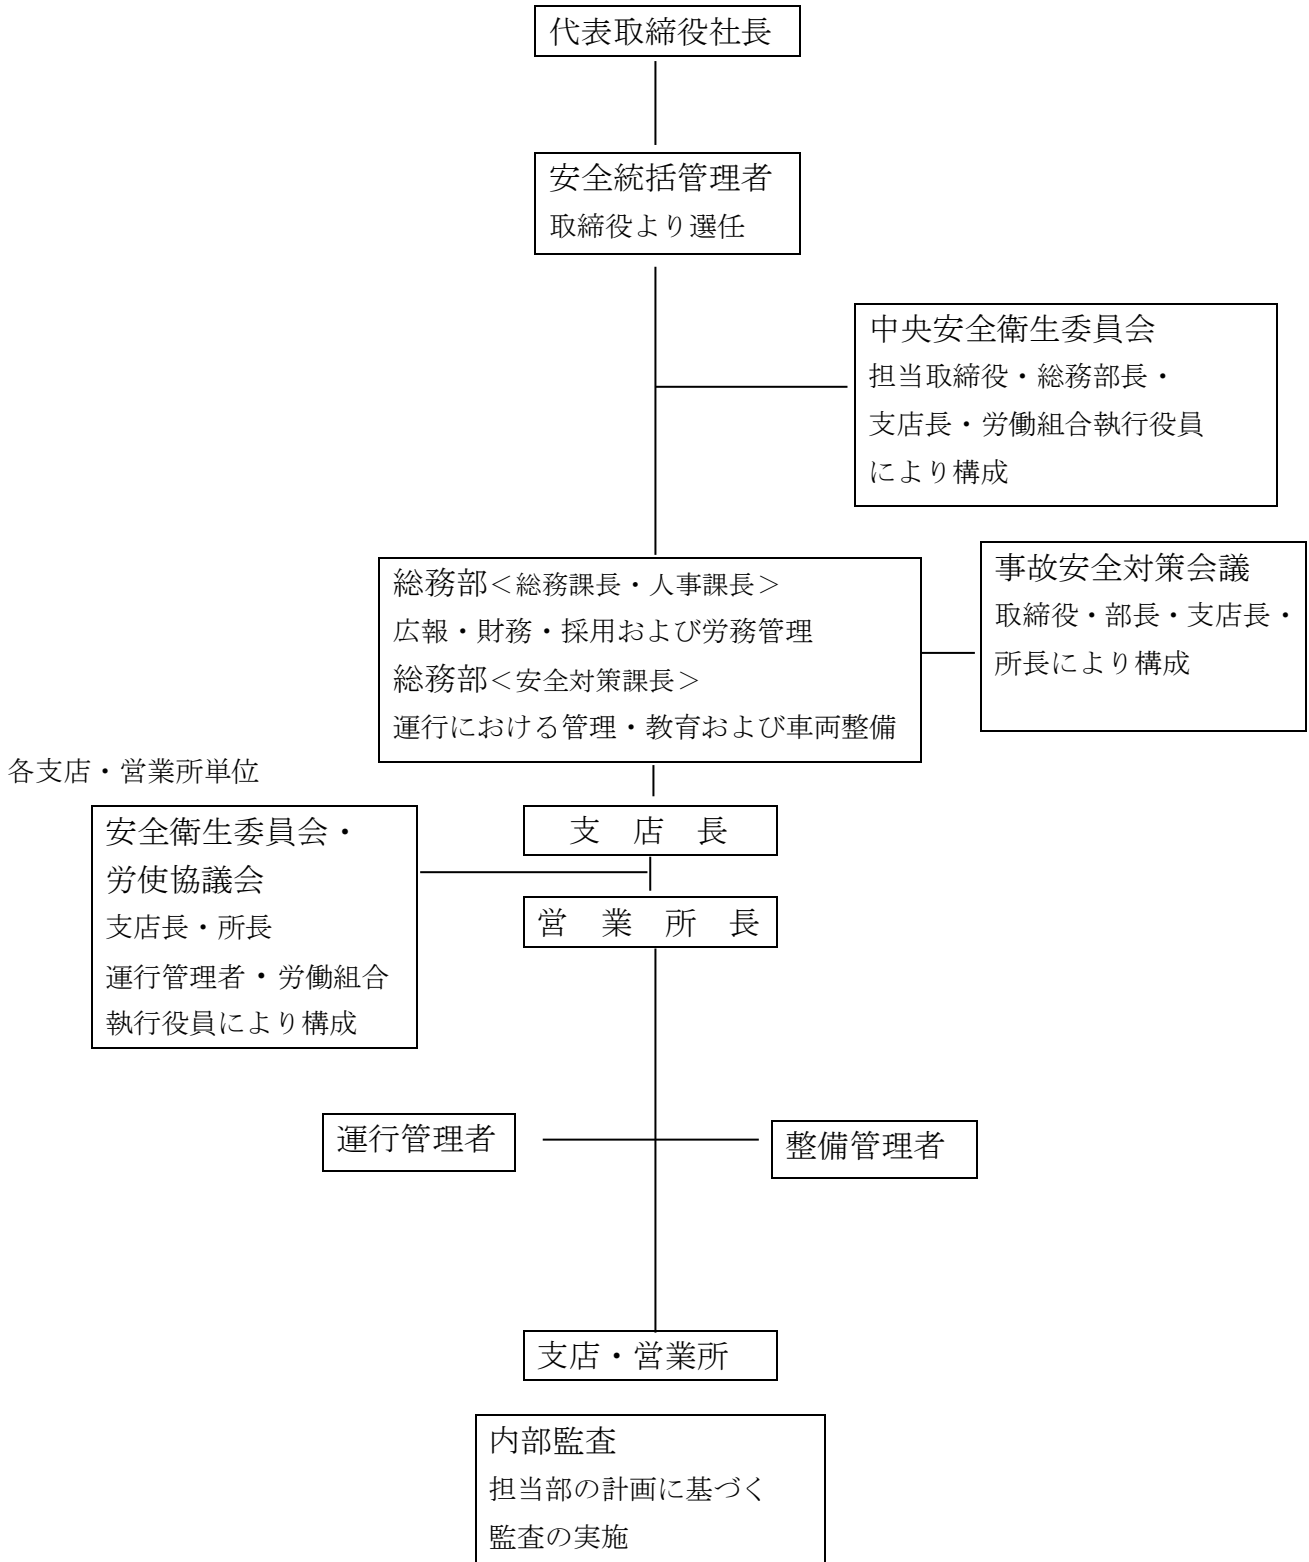 代表取締役社長
安全統括管理者
取締役より選任
中央安全衛生委員会
担当取締役・総務部長・
支店長・労働組合執行役員
により構成
総務部＜総務課長・人事課長＞
広報・財務・採用および労務管理
総務部＜安全対策課長＞
運行における管理・教育および車両整備
事故安全対策会議
取締役・部長・支店長・
所長により構成
各支店・営業所単位
安全衛生委員会・
労使協議会
支店長・所長
運行管理者・労働組合
執行役員により構成
支　店　長
営　業　所　長
運行管理者
整備管理者
支店・営業所
内部監査
担当部の計画に基づく
監査の実施